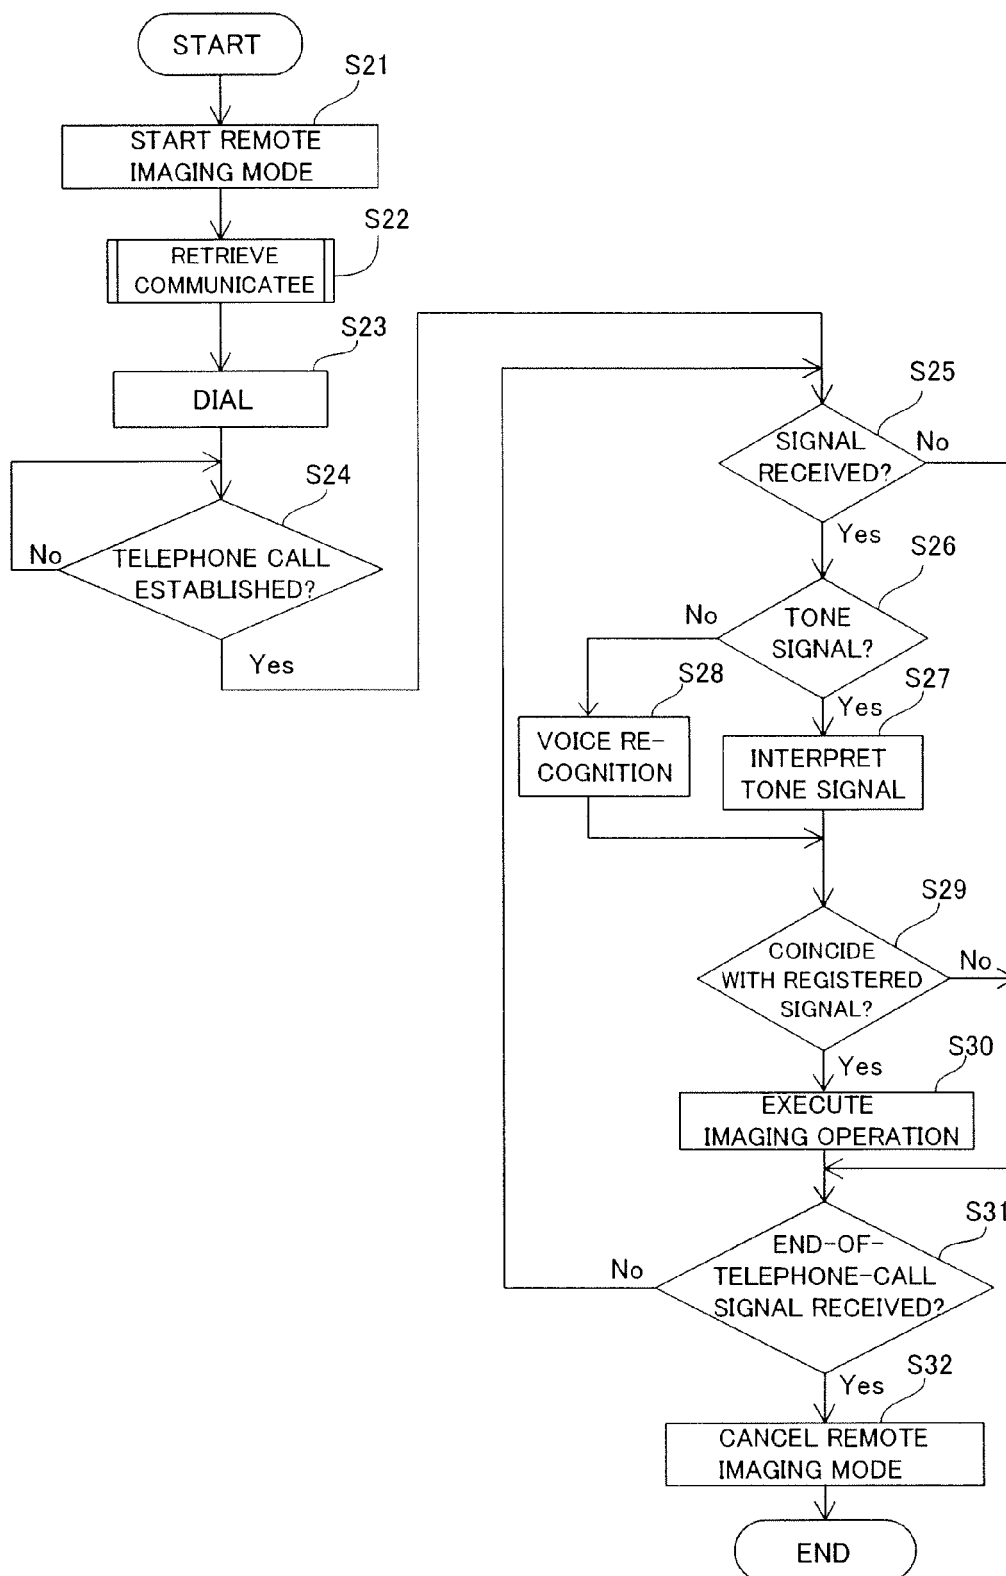 START
S21
START REMOTE
IMAGING MODE
S22
RETRIEVE
COMMUNICATEE
S23
DIAL
S24
No
TELEPHONE CALL
ESTABLISHED?
Yes
S25
SIGNAL
RECEIVED?
No
Yes
S26
No
TONE
SIGNAL?
S28
Yes
S27
VOICE RE-
COGNITION
INTERPRET
TONE SIGNAL
S29
COINCIDE
WITH REGISTERED
SIGNAL?
No
Yes
S30
EXECUTE
IMAGING OPERATION
S31
No
END-OF-
TELEPHONE-CALL
SIGNAL RECEIVED?
Yes
S32
CANCEL REMOTE
IMAGING MODE
END